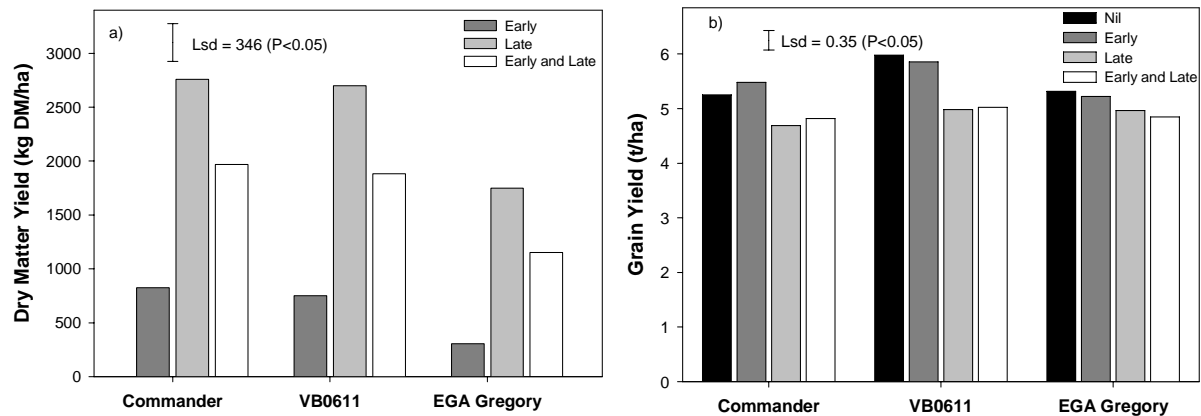 a)
Lsd = 346 (P<0.05)
Early
Late
Early and Late
Dry Matter Yield (kg DM/ha)
3000
2500
2000
1500
1000
500
0
Commander VB0611 EGA Gregory
b)
Lsd = 0.35 (P<0.05)
Nil
Early
Late
Early and Late
Grain Yield (t/ha)
6
5
4
3
2
1
0
Commander VB0611 EGA Gregory